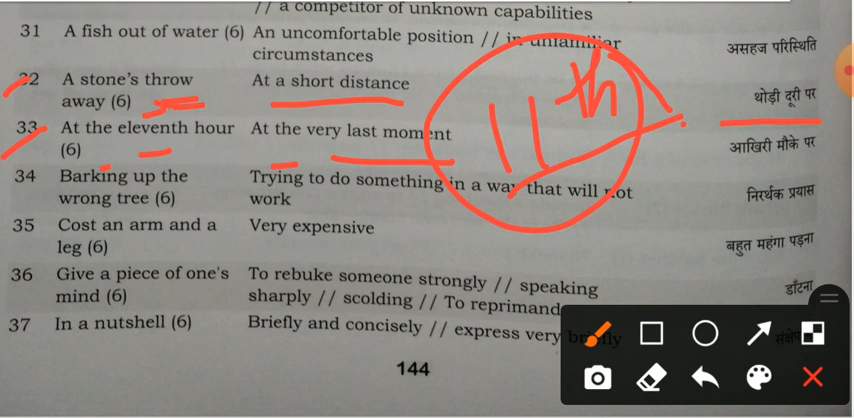 // a competitor of unknown capabilities
31 A fish out of water (6) An uncomfortable position // in unfamiliar
circumstances असहज परिस्थिति
32 A stone's throw At a short distance
away (6) थोड़ी दूरी पर
33 At the eleventh hour At the very last moment
(6) आखिरी मौके पर
11th
34 Barking up the Trying to do something in a way that will not
wrong tree (6) work निरर्थक प्रयास
35 Cost an arm and a Very expensive
leg (6) बहुत महंगा पड़ना
36 Give a piece of one's To rebuke someone strongly // speaking
mind (6) sharply // scolding // To reprimand डाँटना
37 In a nutshell (6) Briefly and concisely // express very briefly
144